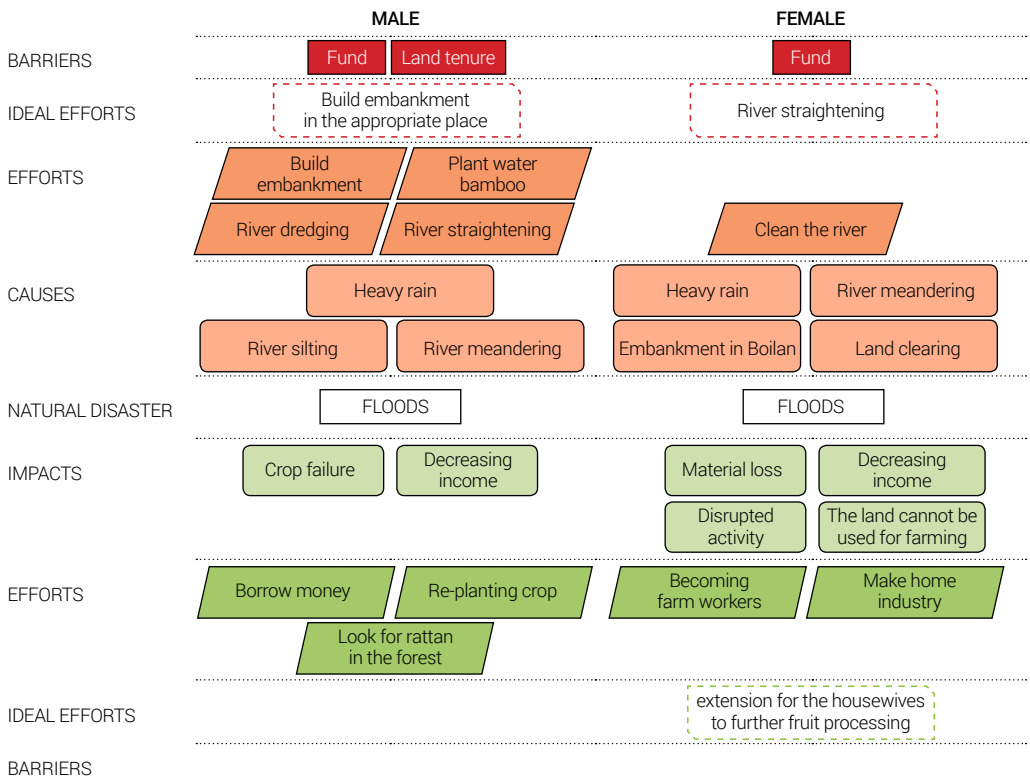 MALE FEMALE
BARRIERS Fund Land tenure Fund
IDEAL EFFORTS
Build embankment
in the appropriate place
River straightening
EFFORTS
Build
embankment
Plant water
bamboo
River dredging
River straightening
Clean the river
CAUSES
Heavy rain
River silting
River meandering
Heavy rain
River meandering
Embankment in Boilan
Land clearing
NATURAL DISASTER
FLOODS
FLOODS
IMPACTS
Crop failure
Decreasing
income
Material loss
Decreasing
income
Disrupted
activity
The land cannot be
used for farming
EFFORTS
Borrow money
Re-planting crop
Look for rattan
in the forest
Becoming
farm workers
Make home
industry
IDEAL EFFORTS
extension for the housewives
to further fruit processing
BARRIERS